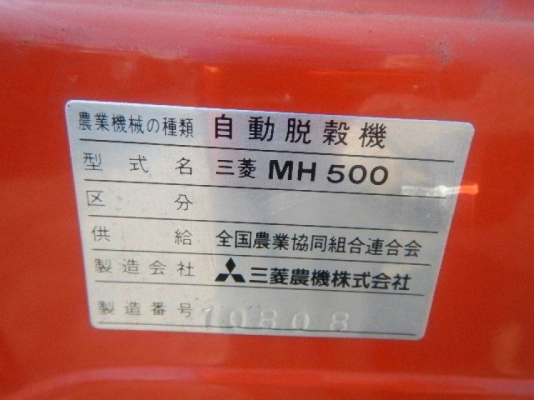 農業機械の種類 自動脱穀機
型式名 三菱 MH500
区分
供給 全国農業協同組合連合会
製造会社 三菱農機株式会社
製造番号 10808